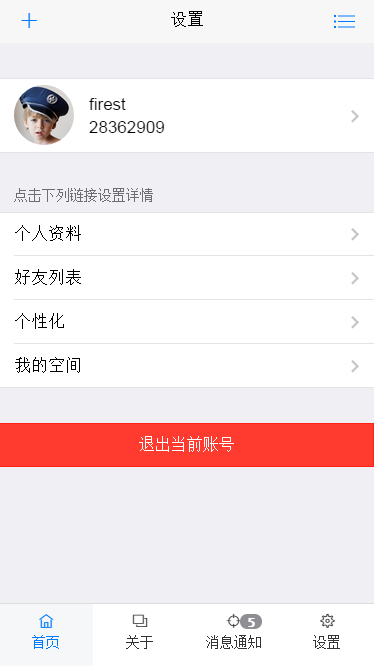 设置
firest
28362909
点击下列链接设置详情
个人资料
好友列表
个性化
我的空间
退出当前账号
5
首页 关于 消息通知 设置